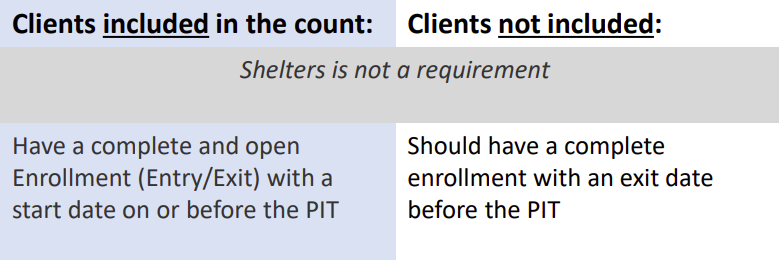 Clients included in the count:
Clients not included:
Shelters is not a requirement
Have a complete and open
Enrollment (Entry/Exit) with a
start date on or before the PIT
Should have a complete
enrollment with an exit date
before the PIT